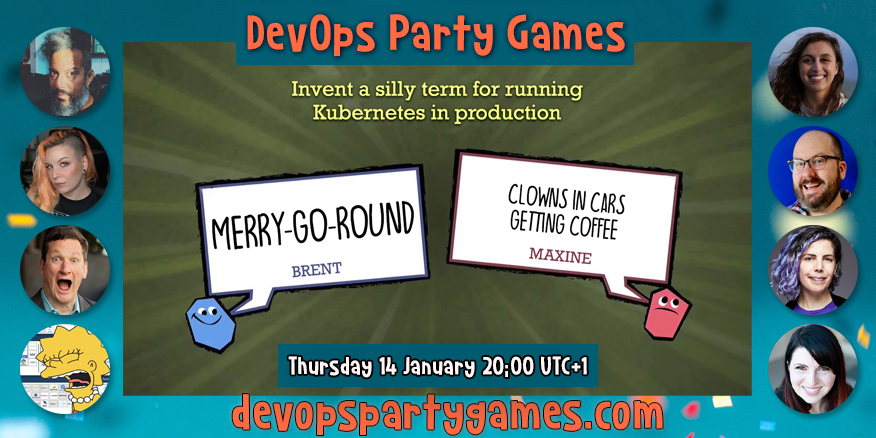 DevOps Party Games
Invent a silly term for running
Kubernetes in production
MERRY-GO-ROUND
BRENT
CLOWNS IN CARS
GETTING COFFEE
MAXINE
Thursday 14 January 20:00 UTC+1
devopspartygames.com